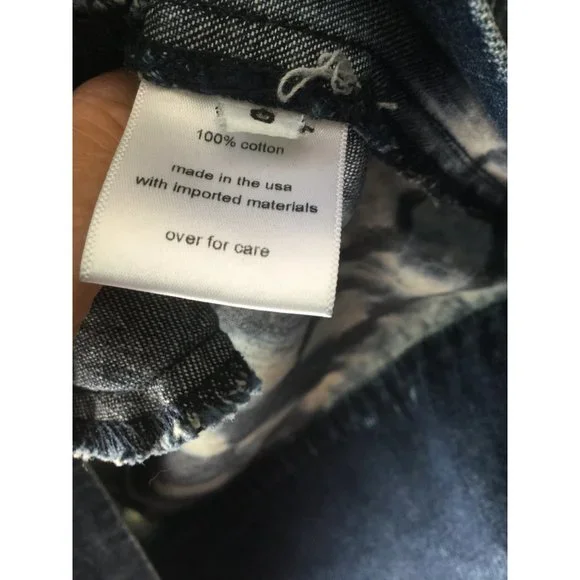 100% cotton
made in the usa
with imported materials
over for care